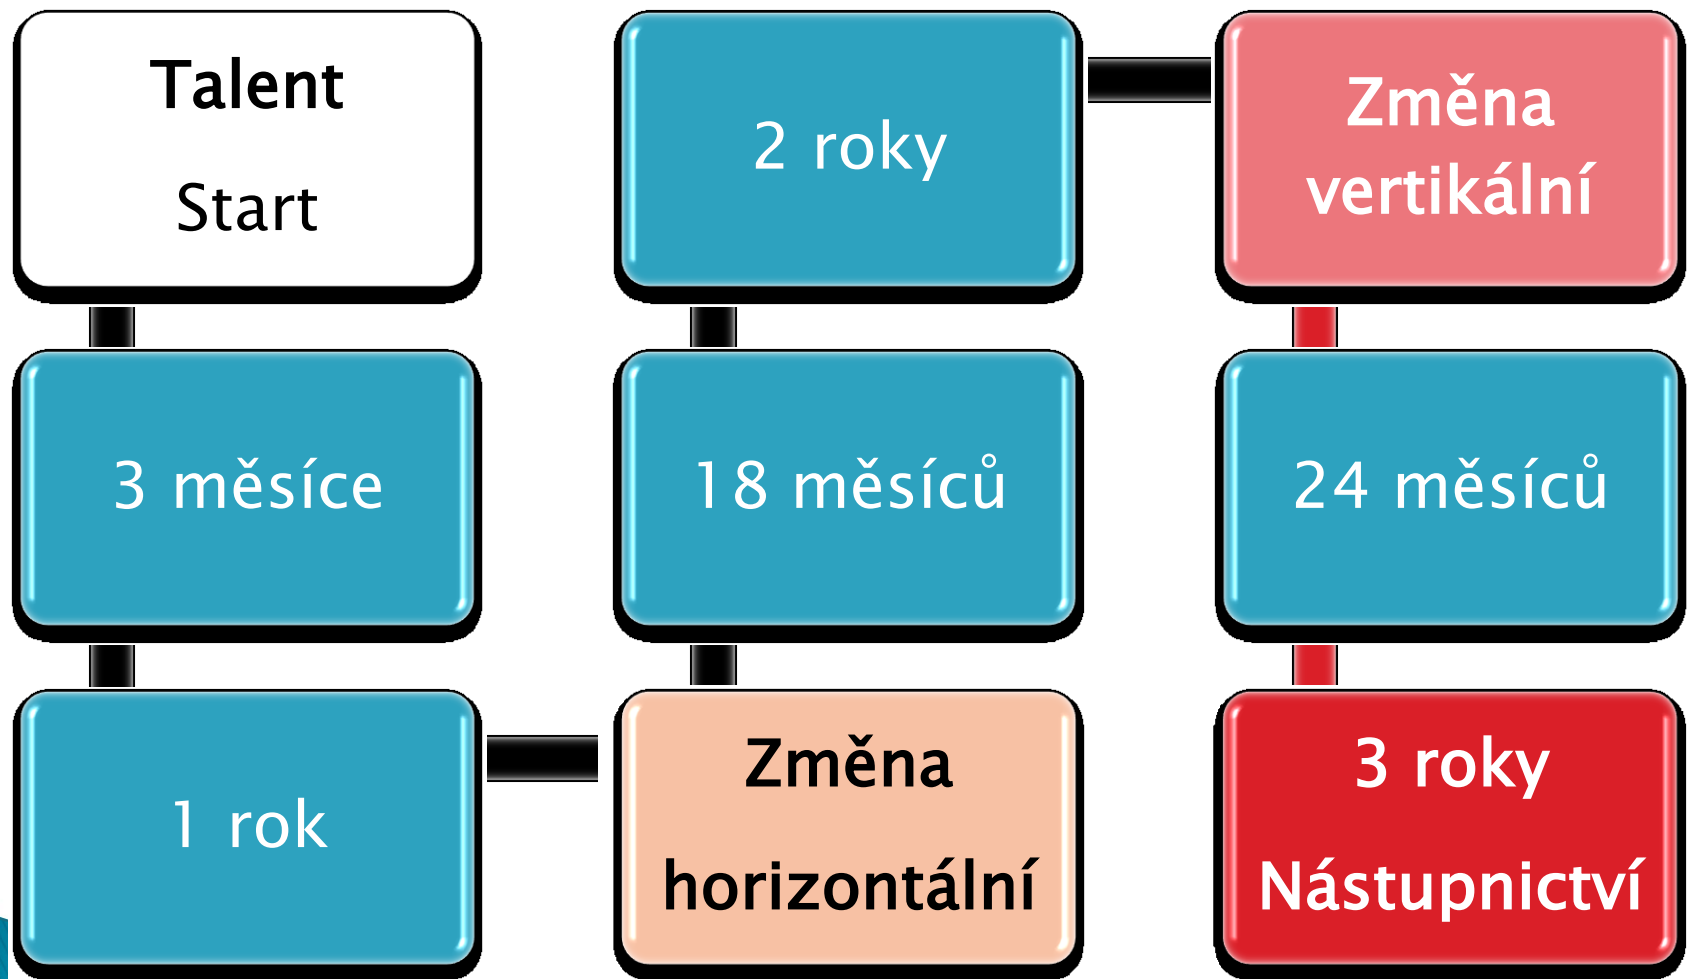 Talent
Start
3 měsíce
1 rok
Změna
horizontální
18 měsíců
2 roky
Změna
vertikální
24 měsíců
3 roky
Nástupnictví